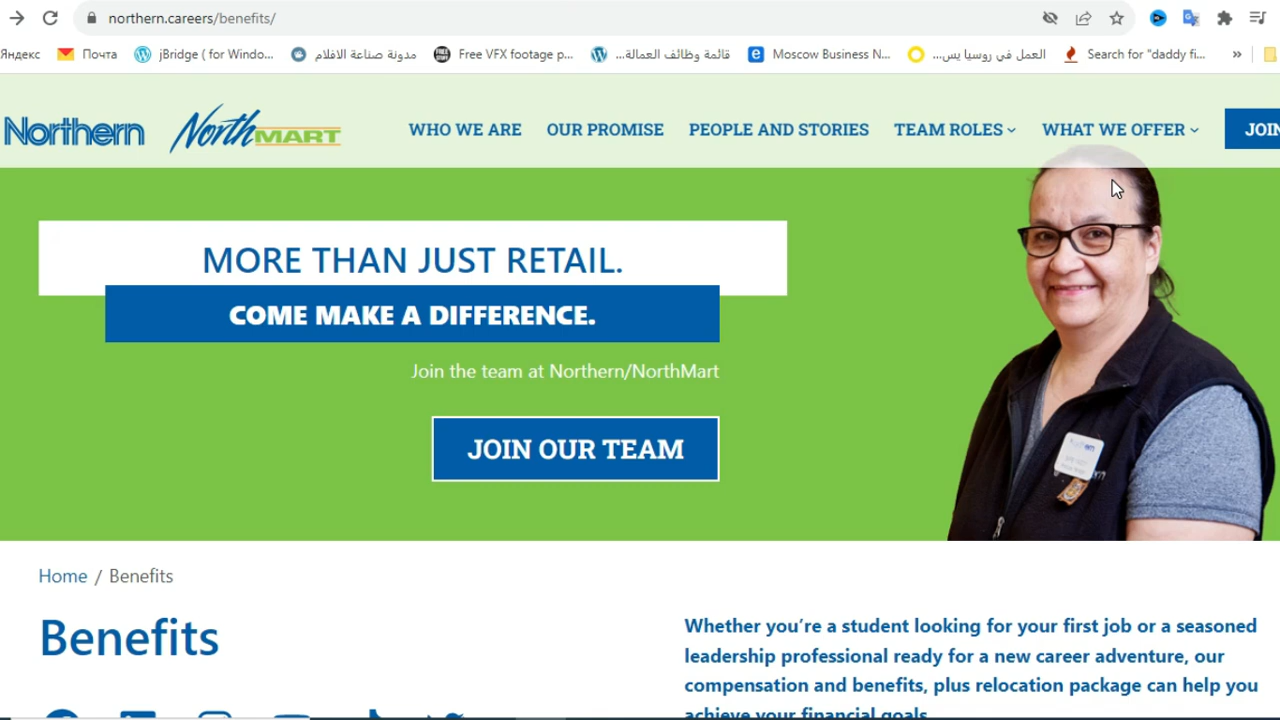 northern.careers/benefits/
Яндекс
Почта
jBridge ( for Windo...
مدونة صناعة الافلام
Free VFX footage p...
قائمة وظائف العمالة...
Moscow Business N...
العمل في روسيا يس...
Search for "daddy fi...
»
Northern
North MART
WHO WE ARE
OUR PROMISE
PEOPLE AND STORIES
TEAM ROLES
WHAT WE OFFER
JOIN
MORE THAN JUST RETAIL.
COME MAKE A DIFFERENCE.
Join the team at Northern/NorthMart
JOIN OUR TEAM
Home / Benefits
Benefits
Whether you’re a student looking for your first job or a seasoned
leadership professional ready for a new career adventure, our
compensation and benefits, plus relocation package can help you
achieve your financial goals